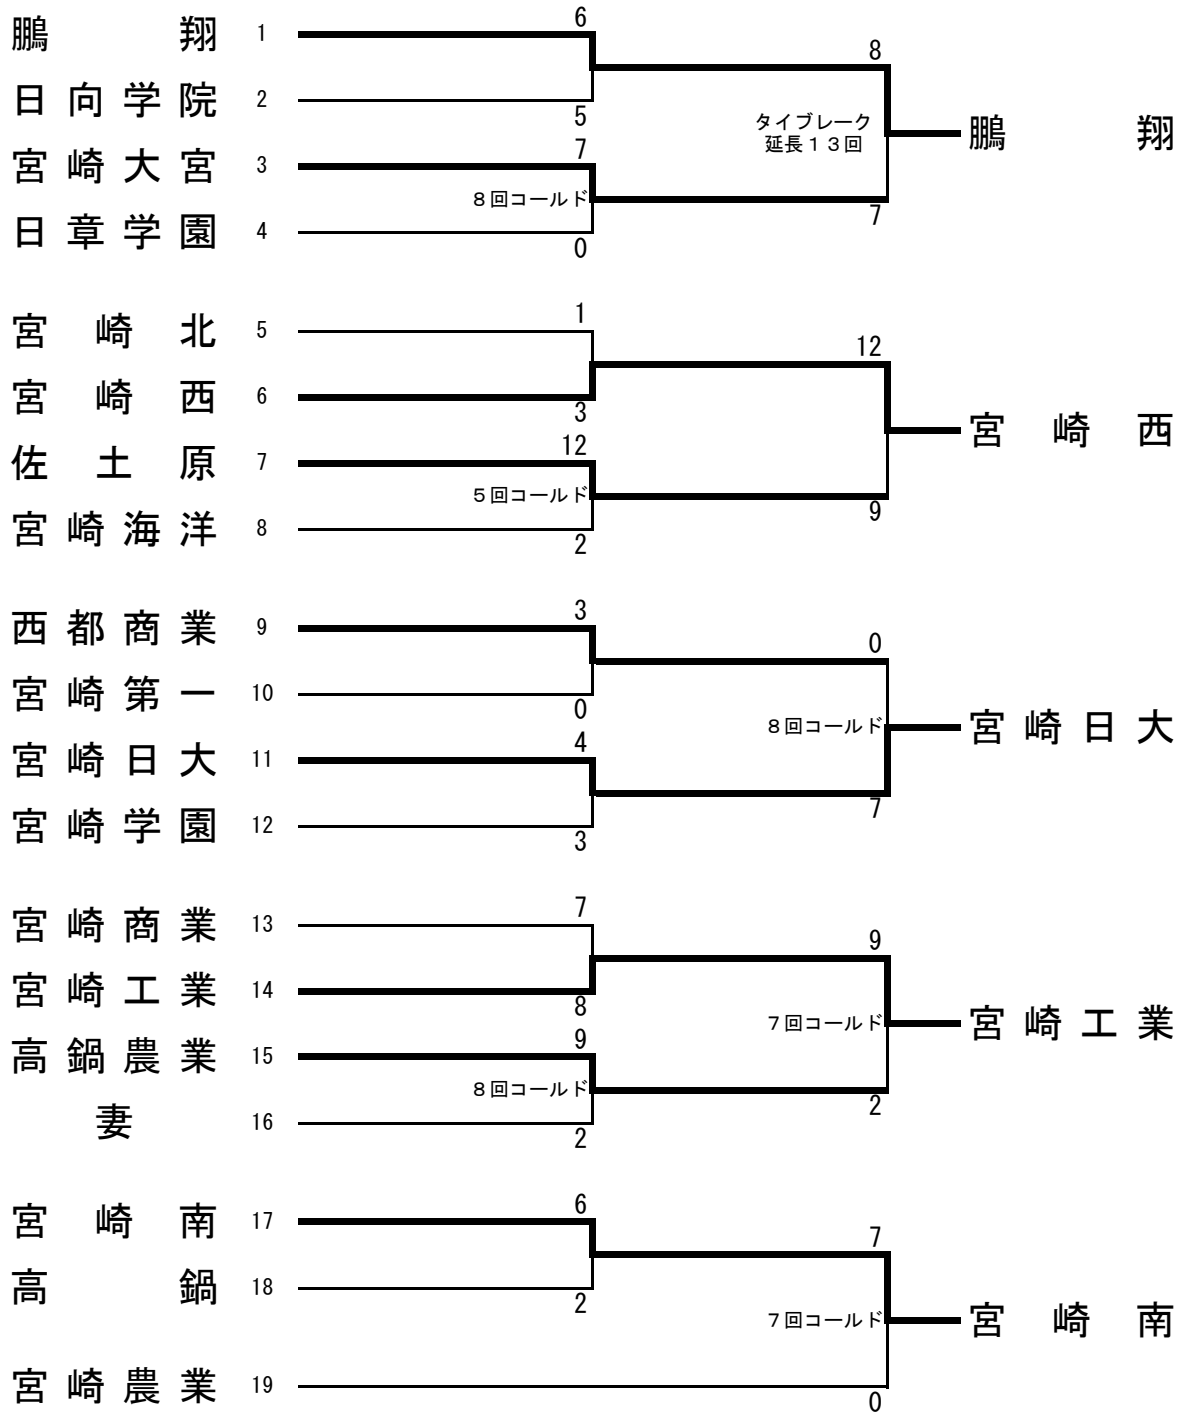 鵬翔 1 6
8
日向学院 2 5
タイブレーク
延長１３回
鵬翔
宮崎大宮 3 7
８回コールド
7
日章学園 4 0
宮崎北 5 1
12
宮崎西 6 3
宮崎西
佐土原 7 12
５回コールド
9
宮崎海洋 8 2
西都商業 9 3
0
宮崎第一 10 0
８回コールド
宮崎日大
宮崎日大 11 4
7
宮崎学園 12 3
宮崎商業 13 7
9
宮崎工業 14 8
７回コールド
宮崎工業
高鍋農業 15 9
８回コールド
2
妻 16 2
宮崎南 17 6
7
高鍋 18 2
７回コールド
宮崎南
宮崎農業 19 0